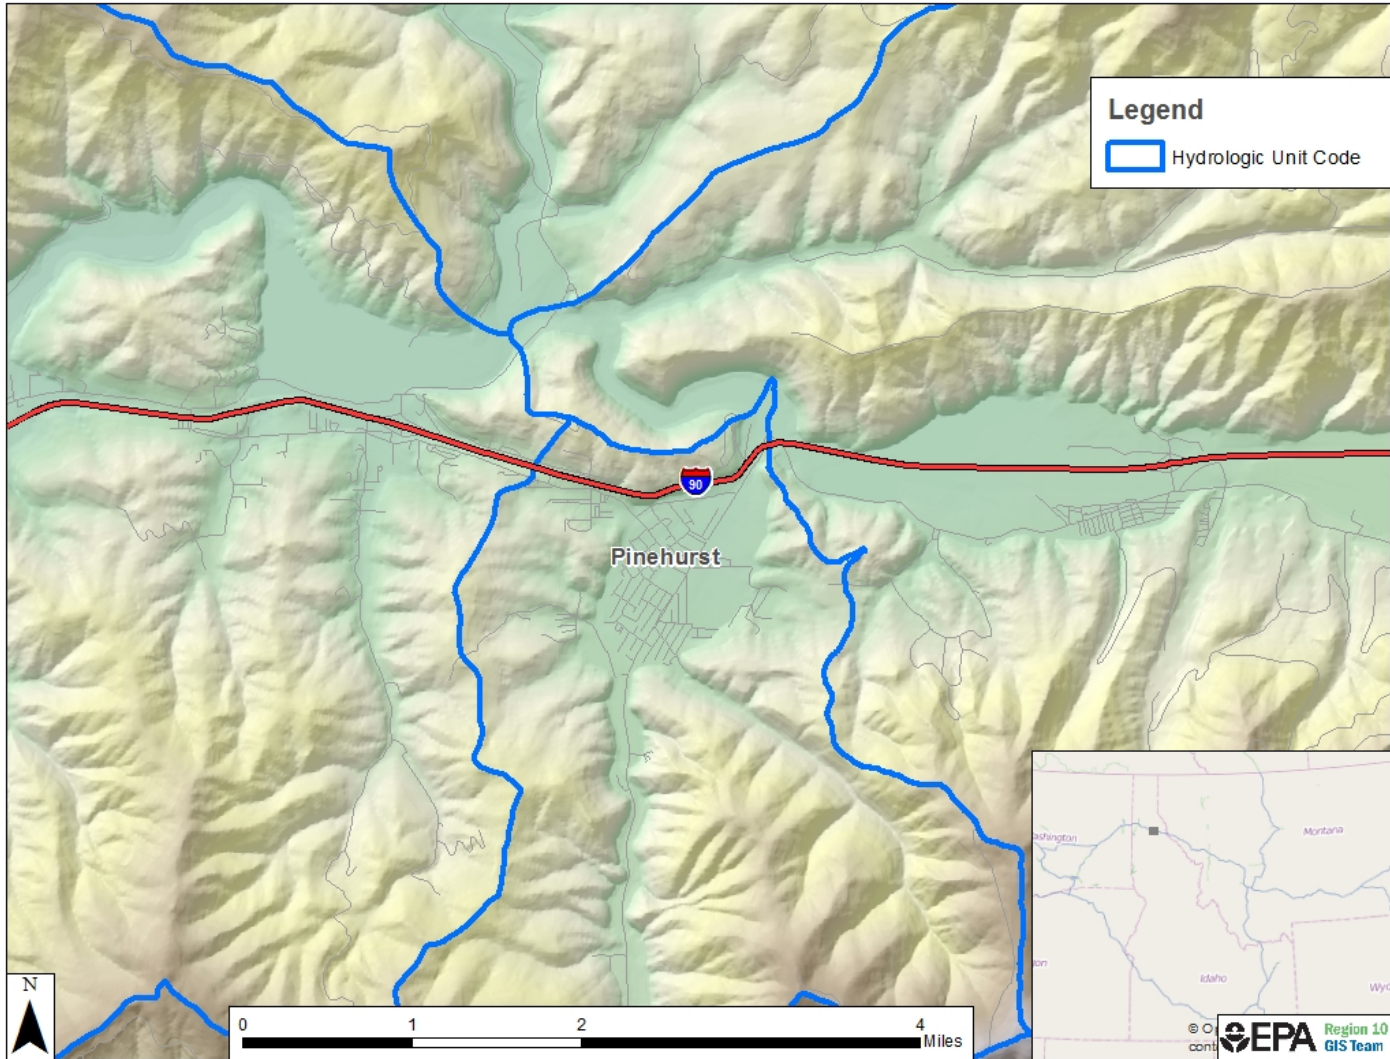 Legend
Hydrologic Unit Code
90
Pinehurst
Montana
Idaho
N
0 1 2 4
Miles
EPA
Region 10
GIS Team